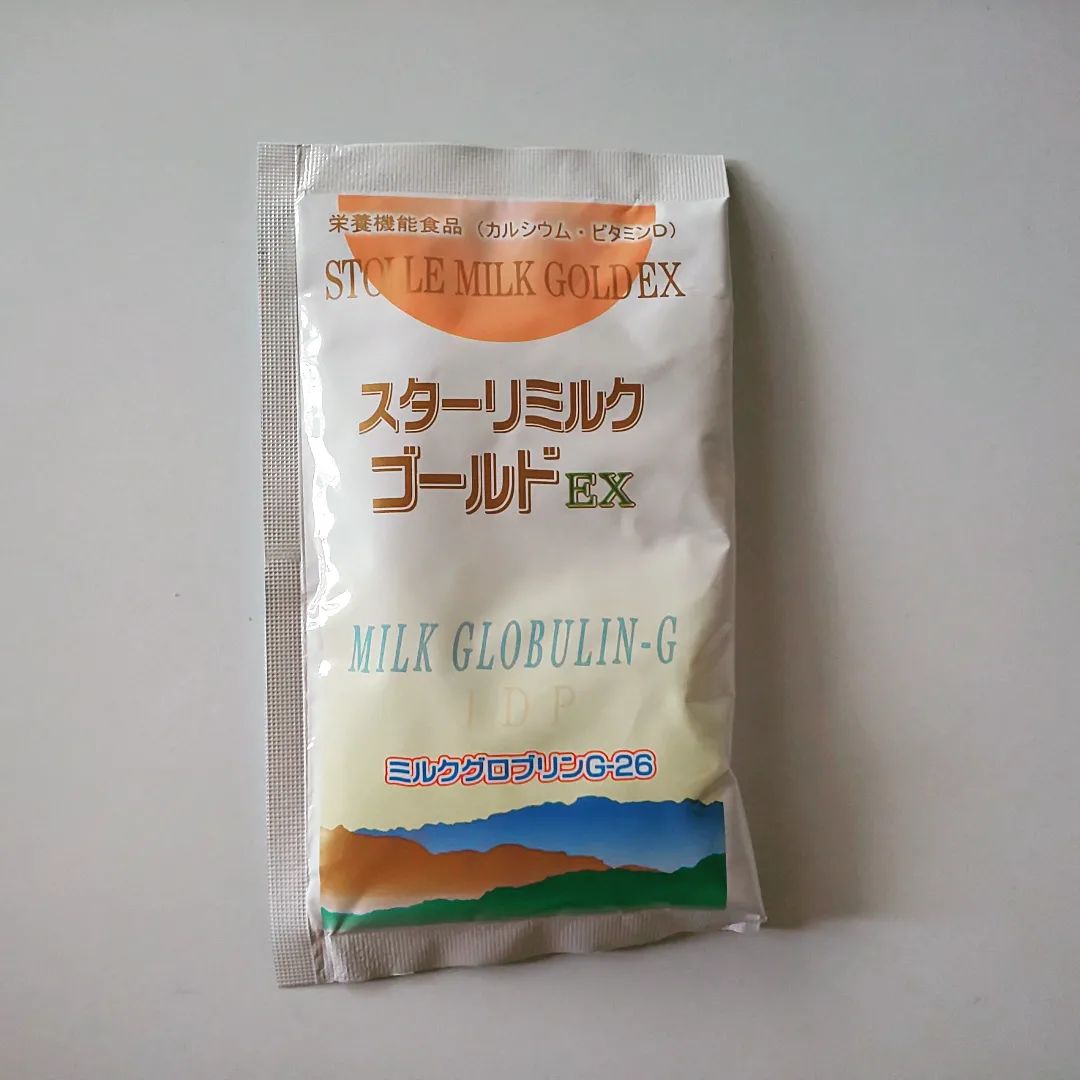 栄養機能食品（カルシウム・ビタミンD）
STOLLE MILK GOLD EX
スターリミルク
ゴールドEX
MILK GLOBULIN-G
IDP
ミルクグロブリンG-26